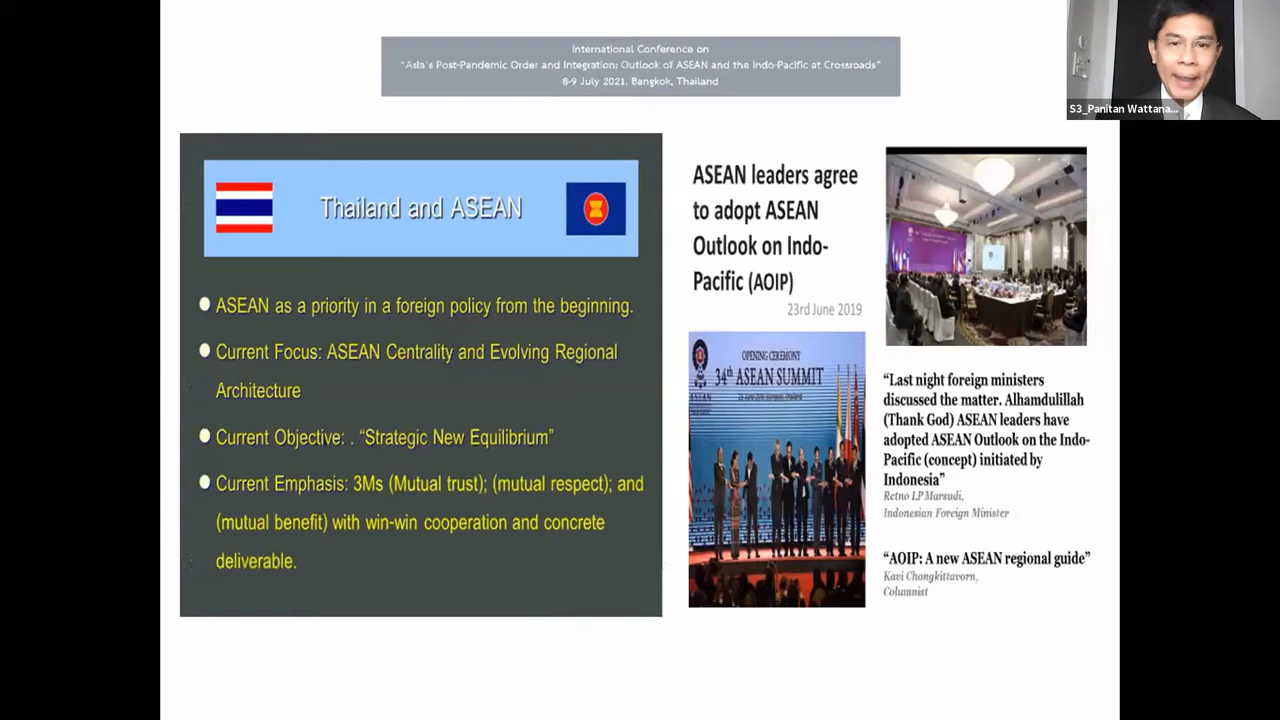 International Conference on
"Asia's Post-Pandemic Order and Integration: Outlook of ASEAN and the Indo-Pacific at Crossroads"
8-9 July 2021. Bangkok, Thailand
S3_Panitan Wattana...
Thailand and ASEAN
ASEAN as a priority in a foreign policy from the beginning.
Current Focus: ASEAN Centrality and Evolving Regional
Architecture
Current Objective: . “Strategic New Equilibrium”
Current Emphasis: 3Ms (Mutual trust); (mutual respect); and
(mutual benefit) with win-win cooperation and concrete
deliverable.
ASEAN leaders agree
to adopt ASEAN
Outlook on Indo-
Pacific (AOIP)
23rd June 2019
OPENING CEREMONY
34th ASEAN SUMMIT
“Last night foreign ministers
discussed the matter. Alhamdulillah
(Thank God) ASEAN leaders have
adopted ASEAN Outlook on the Indo-
Pacific (concept) initiated by
Indonesia”
Retno L.P Marsudi,
Indonesian Foreign Minister
“AOIP: A new ASEAN regional guide”
Kavi Chongkittavorn,
Columnist